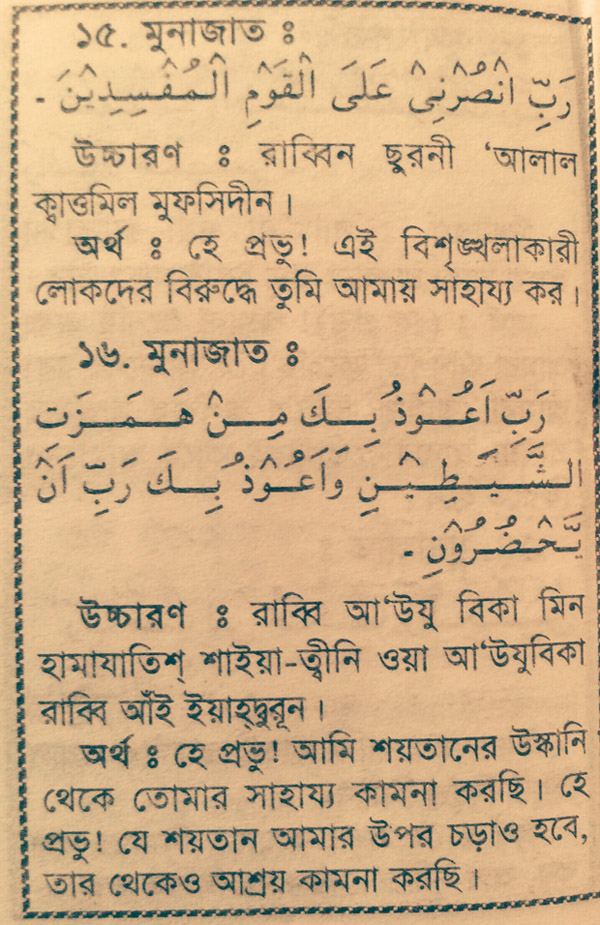 ১৫. মুনাজাত ঃ
رَبِّ انْصُرْنِىْ عَلَى الْقَوْمِ الْمُفْسِدِيْنَ -
উচ্চারণ ঃ রাব্বিন ছুরনী ‘আলাল
ক্বাওমিল মুফসিদীন।
অর্থ ঃ হে প্রভু! এই বিশৃঙ্খলাকারী
লোকদের বিরুদ্ধে তুমি আমায় সাহায্য কর।
১৬. মুনাজাত ঃ
رَبِّ اَعُوْذُ بِكَ مِنْ هَمَزَتِ
الشَّيَطِيْنِ وَاَعُوْذُ بِكَ رَبِّ اَنْ
يَّحْضُرُوْنِ -
উচ্চারণ ঃ রাব্বি আ‘উযু বিকা মিন
হামাযাতিশ্ শাইয়া-ত্বীনি ওয়া আ‘উযুবিকা
রাব্বি আঁই ইয়াহ্দ্বুরূন।
অর্থ ঃ হে প্রভু! আমি শয়তানের উস্কানি
থেকে তোমার সাহায্য কামনা করছি। হে
প্রভু! যে শয়তান আমার উপর চড়াও হবে,
তার থেকেও আশ্রয় কামনা করছি।